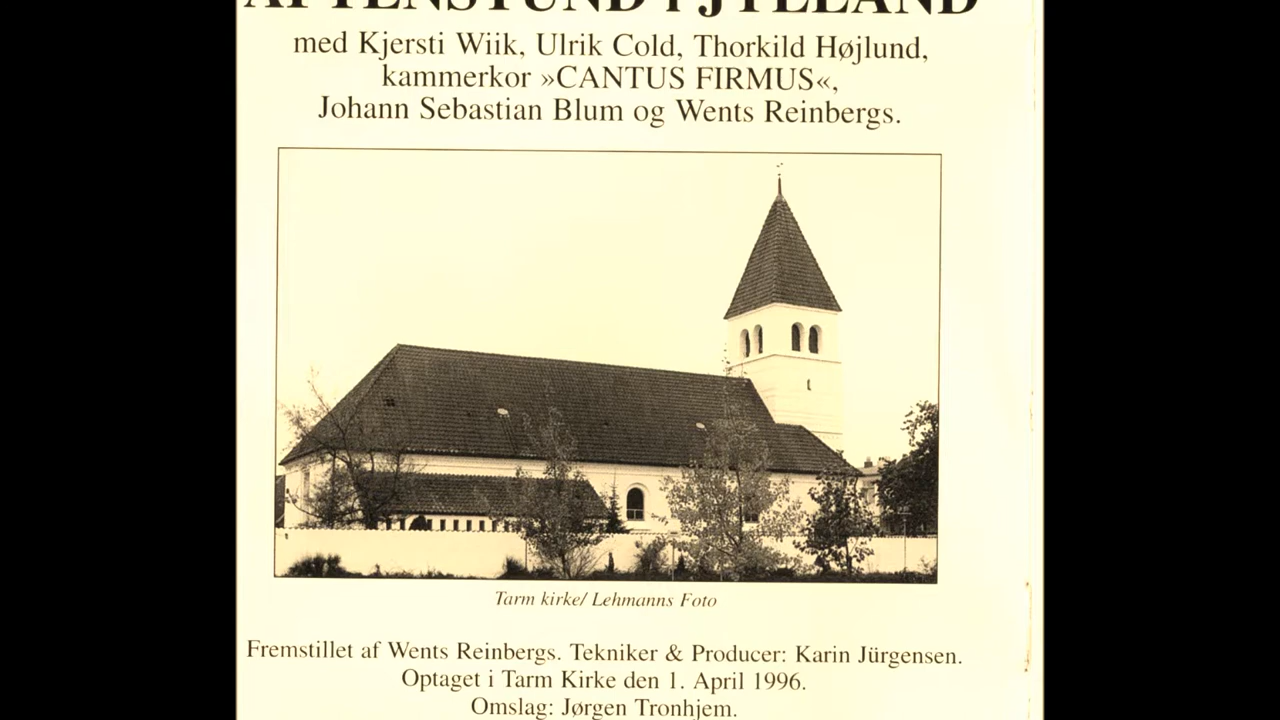 AFTENSTUND I JYLLAND
med Kjersti Wiik, Ulrik Cold, Thorkild Højlund,
kammerkor »CANTUS FIRMUS«,
Johann Sebastian Blum og Wents Reinbergs.
Tarm kirke/ Lehmanns Foto
Fremstillet af Wents Reinbergs. Tekniker & Producer: Karin Jürgensen.
Optaget i Tarm Kirke den 1. April 1996.
Omslag: Jørgen Tronhjem.